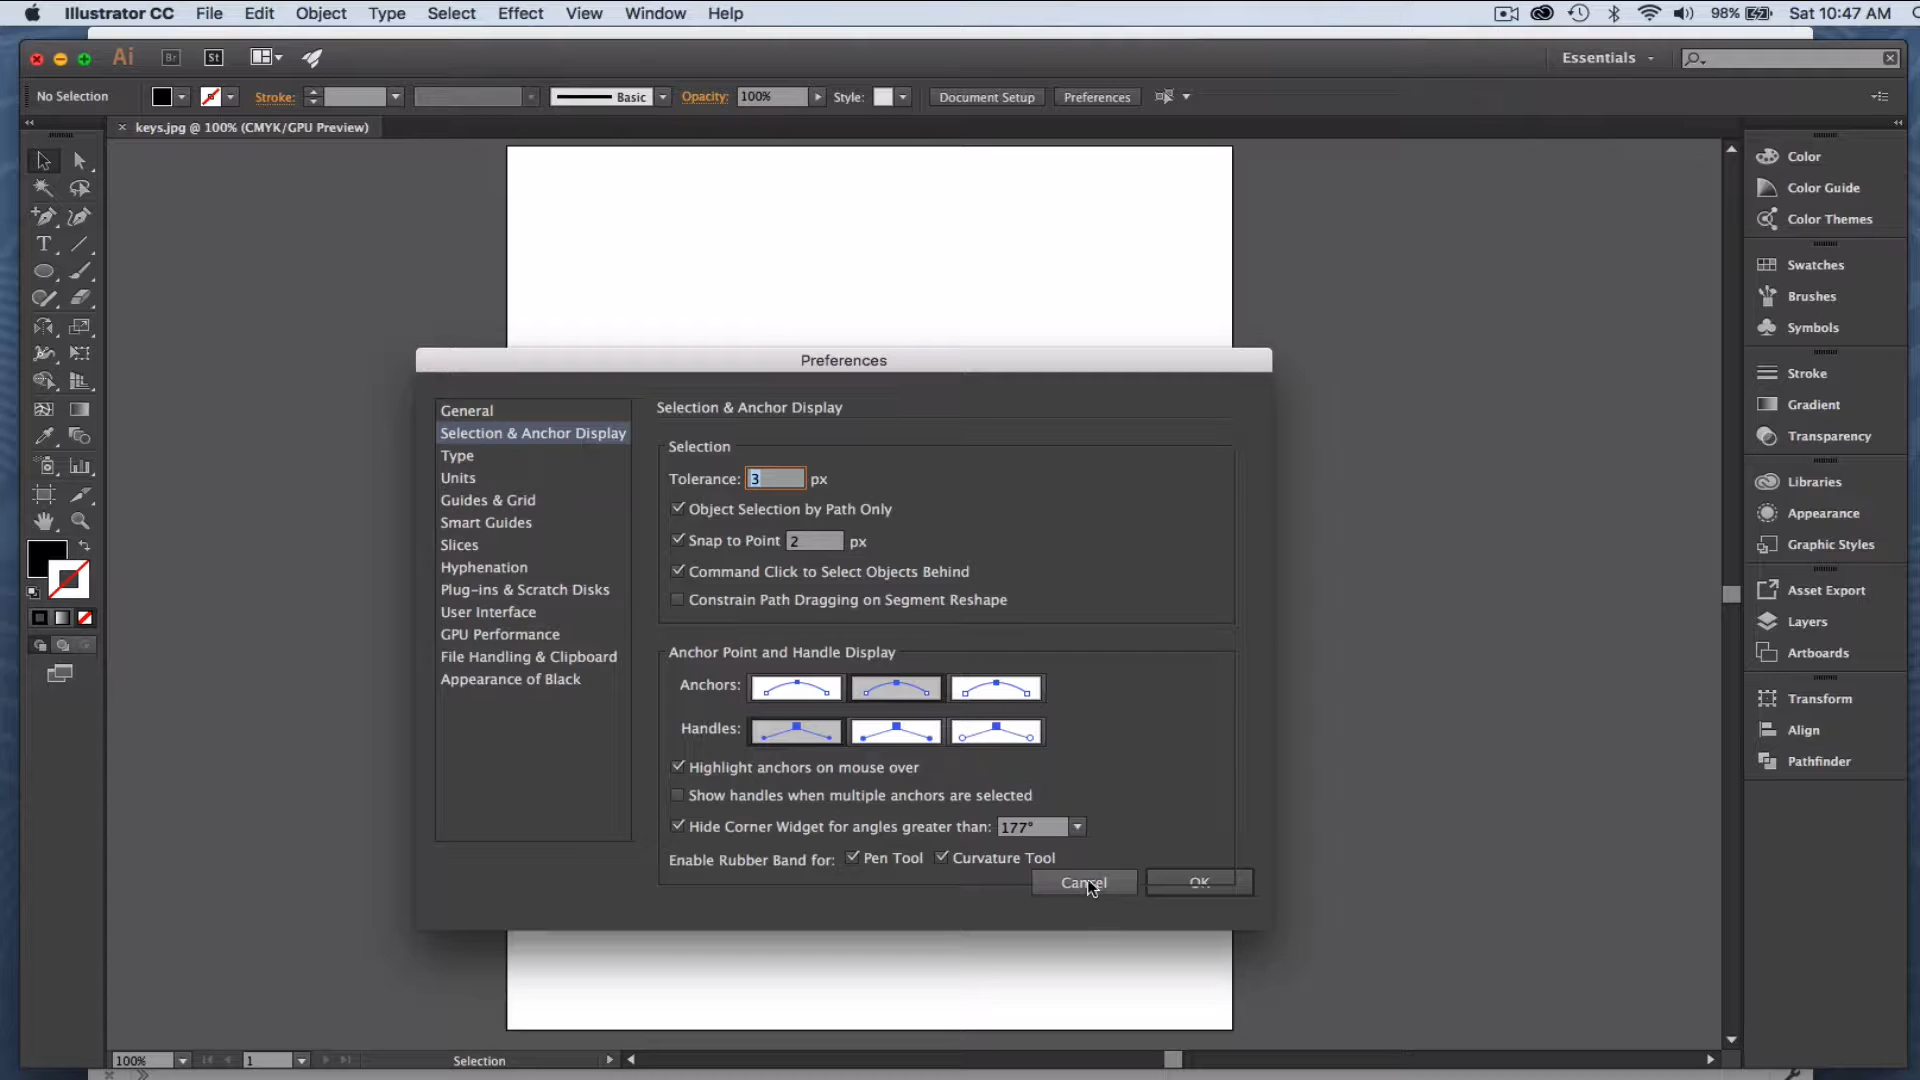 Illustrator CC File Edit Object Type Select Effect View Window Help 98% Sat 10:47 AM
Ai Br St Essentials
No Selection Stroke: Basic Opacity: 100% Style: Document Setup Preferences
× keys.jpg @ 100% (CMYK/GPU Preview)
Preferences
General
Selection & Anchor Display
Type
Units
Guides & Grid
Smart Guides
Slices
Hyphenation
Plug-ins & Scratch Disks
User Interface
GPU Performance
File Handling & Clipboard
Appearance of Black
Selection & Anchor Display
Selection
Tolerance: 3 px
Object Selection by Path Only
Snap to Point 2 px
Command Click to Select Objects Behind
Constrain Path Dragging on Segment Reshape
Anchor Point and Handle Display
Anchors:
Handles:
Highlight anchors on mouse over
Show handles when multiple anchors are selected
Hide Corner Widget for angles greater than: 177°
Enable Rubber Band for: Pen Tool Curvature Tool
Cancel OK
Color
Color Guide
Color Themes
Swatches
Brushes
Symbols
Stroke
Gradient
Transparency
Libraries
Appearance
Graphic Styles
Asset Export
Layers
Artboards
Transform
Align
Pathfinder
100% 1 Selection